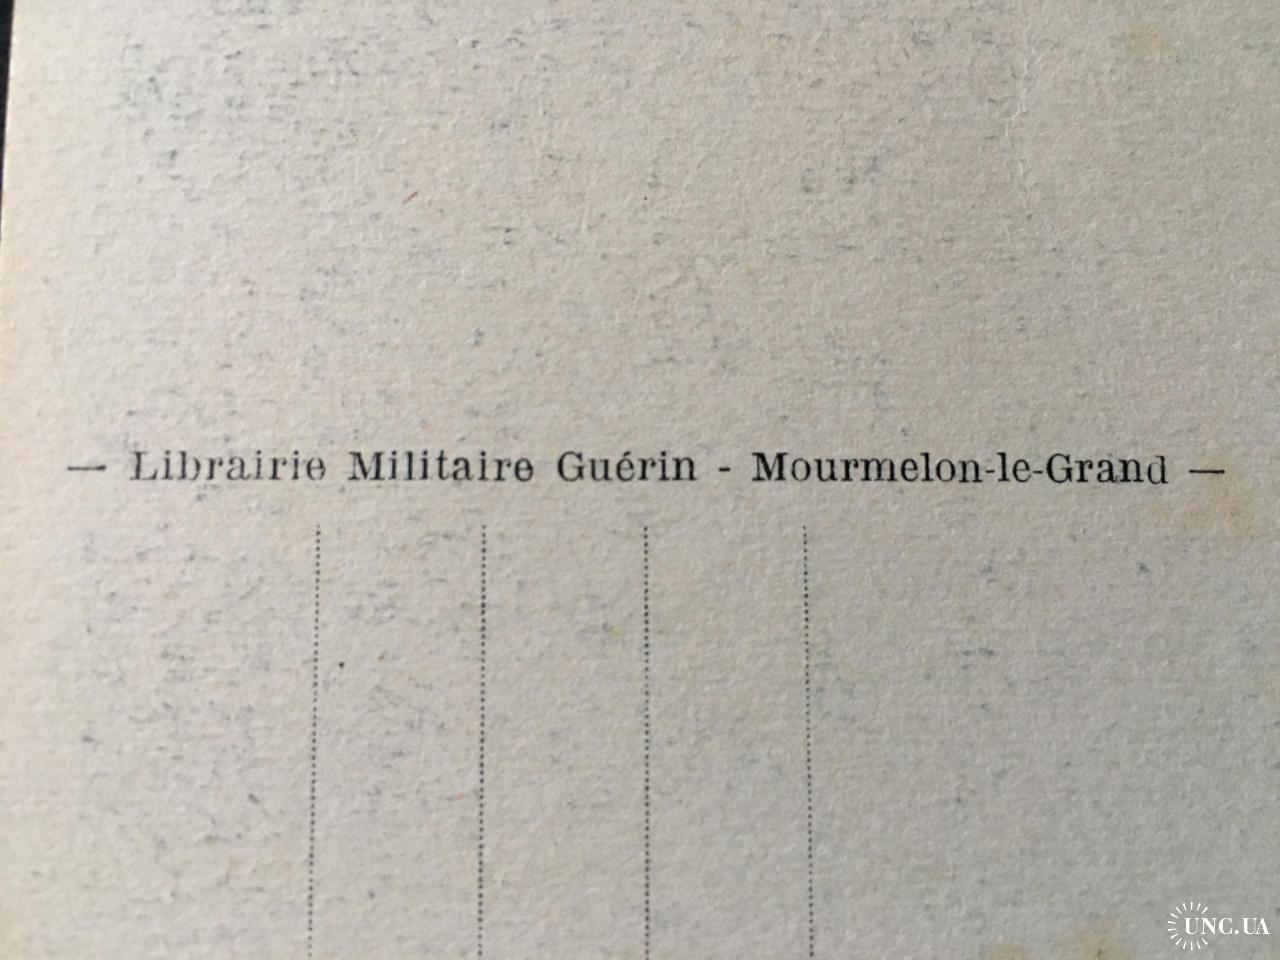 — Librairie Militaire Guérin - Mourmelon-le-Grand —
UNC.UA